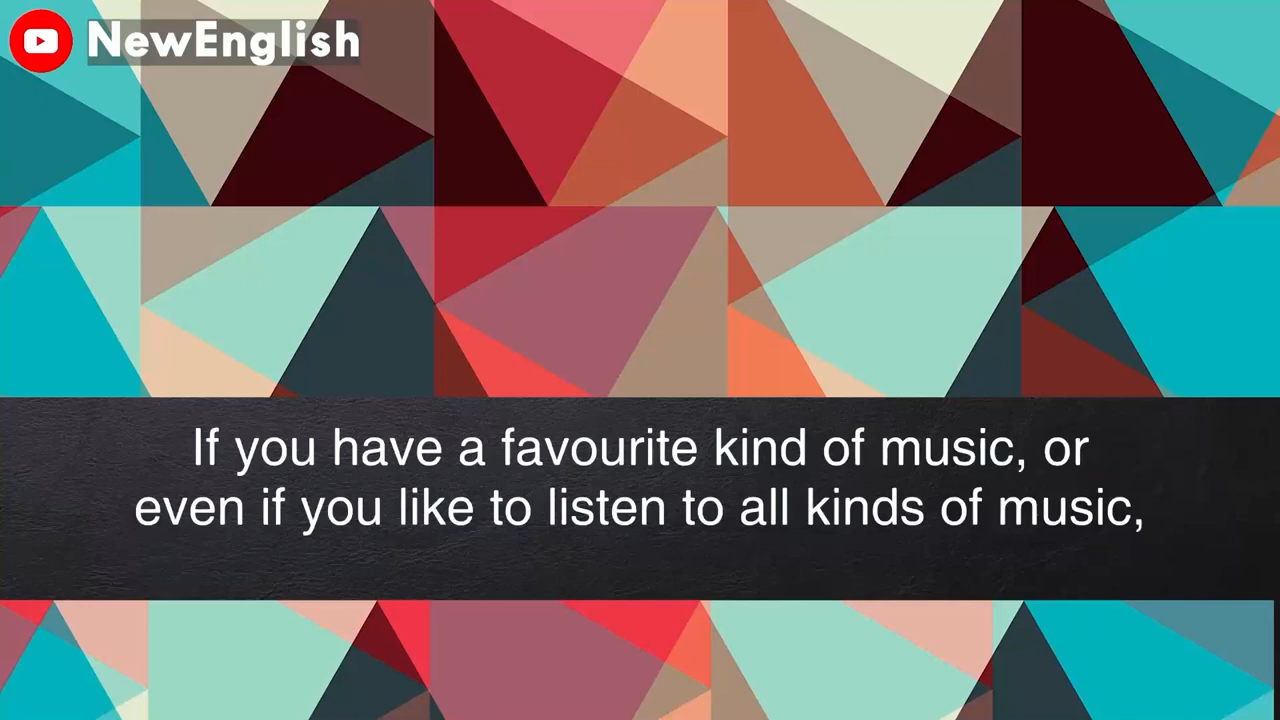 NewEnglish
If you have a favourite kind of music, or
even if you like to listen to all kinds of music,